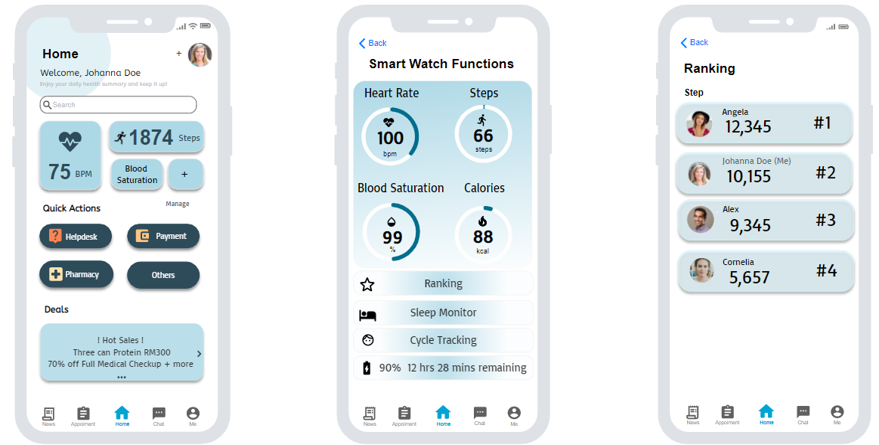 Home
+
Welcome, Johanna Doe
Enjoy your daily health summary and keep it up!
Search
75 BPM
1874 Steps
Blood
Saturation
+
Manage
Quick Actions
Helpdesk
Payment
Pharmacy
Others
Deals
! Hot Sales !
Three can Protein RM300
70% off Full Medical Checkup + more
News
Appoiment
Home
Chat
Me
Back
Smart Watch Functions
Heart Rate
Steps
100
bpm
66
steps
Blood Saturation
Calories
99
%
88
kcal
Ranking
Sleep Monitor
Cycle Tracking
90% 12 hrs 28 mins remaining
News
Appoiment
Home
Chat
Me
Back
Ranking
Step
Angela
12,345 #1
Johanna Doe (Me)
10,155 #2
Alex
9,345 #3
Cornelia
5,657 #4
News
Appoiment
Home
Chat
Me